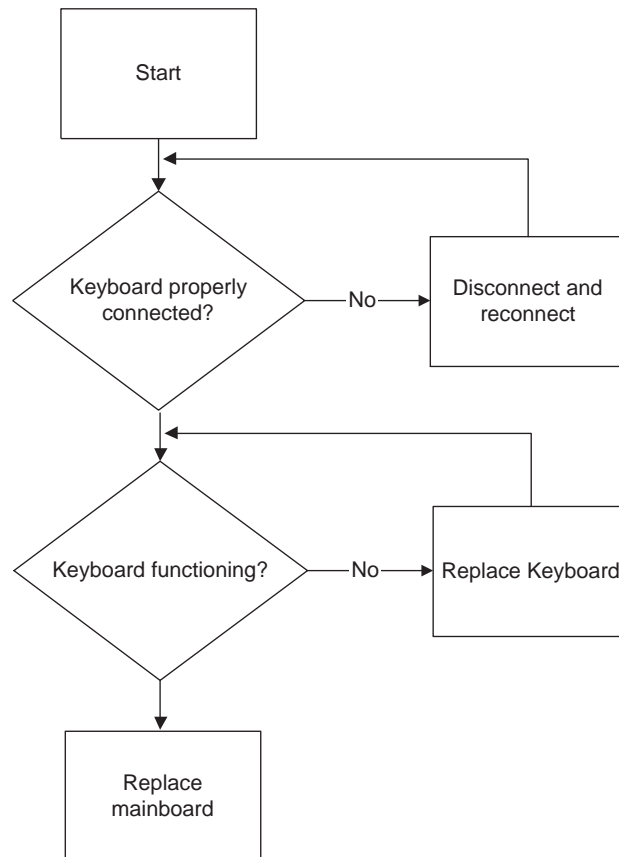 Start
Keyboard properly
connected?
No
Disconnect and
reconnect
Keyboard functioning?
No
Replace Keyboard
Replace
mainboard